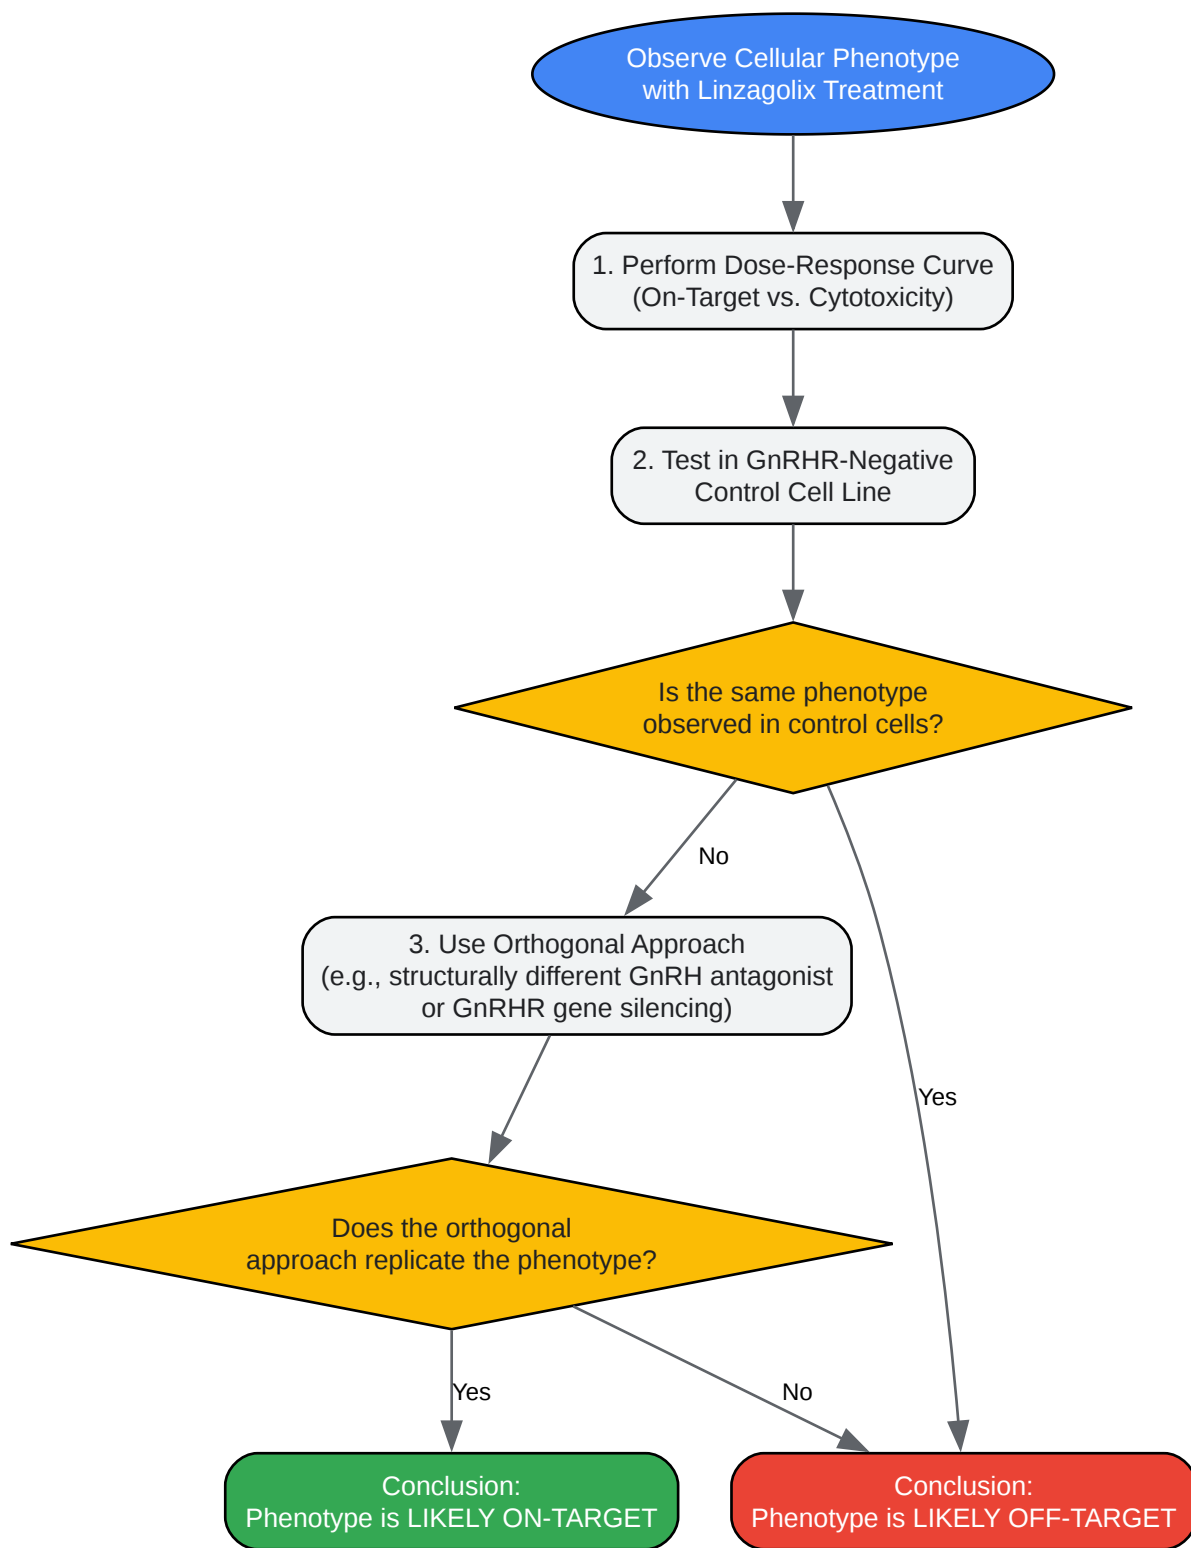 Observe Cellular Phenotype
with Linzagolix Treatment
1. Perform Dose-Response Curve
(On-Target vs. Cytotoxicity)
2. Test in GnRHR-Negative
Control Cell Line
Is the same phenotype
observed in control cells?
No
3. Use Orthogonal Approach
(e.g., structurally different GnRH antagonist
or GnRHR gene silencing)
Yes
Does the orthogonal
approach replicate the phenotype?
Yes
No
Conclusion:
Phenotype is LIKELY ON-TARGET
Conclusion:
Phenotype is LIKELY OFF-TARGET